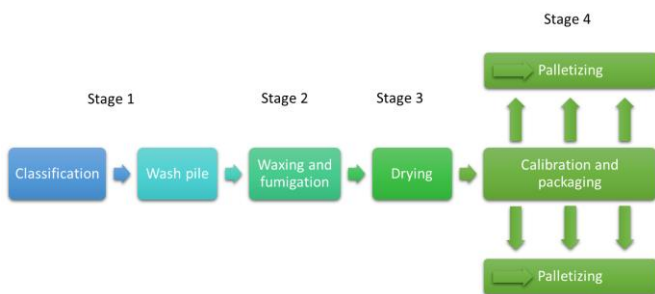 Stage 4
Palletizing
Stage 1
Stage 2
Stage 3
Classification
Wash pile
Waxing and
fumigation
Drying
Calibration and
packaging
Palletizing